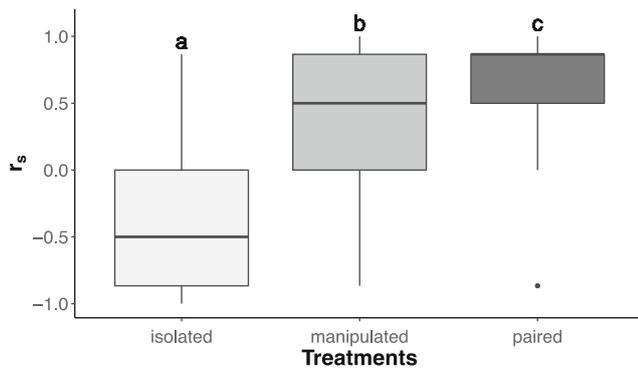 a
b
c
1.0
0.5
0.0
−0.5
−1.0
rs
isolated
manipulated
paired
Treatments